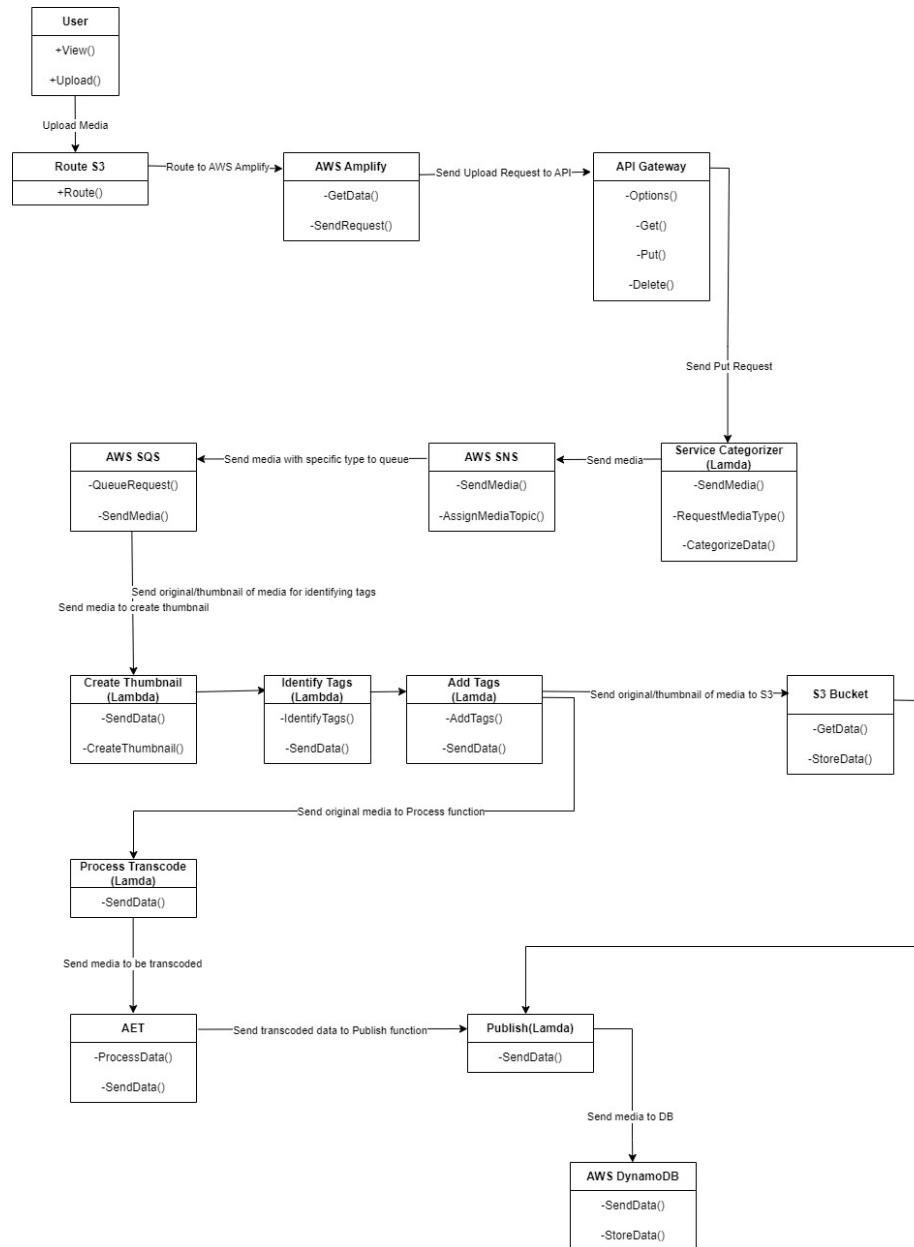 User
+View()
+Upload()
Upload Media
Route S3
+Route()
Route to AWS Amplify
AWS Amplify
-GetData()
-SendRequest()
Send Upload Request to API
API Gateway
-Options()
-Get()
-Put()
-Delete()
Send Put Request
Service Categorizer
(Lamda)
-SendMedia()
-RequestMediaType()
-CategorizeData()
Send media
AWS SNS
-SendMedia()
-AssignMediaTopic()
Send media with specific type to queue
AWS SQS
-QueueRequest()
-SendMedia()
Send original/thumbnail of media for identifying tags
Send media to create thumbnail
Create Thumbnail
(Lambda)
-SendData()
-CreateThumbnail()
Identify Tags
(Lambda)
-IdentifyTags()
-SendData()
Add Tags
(Lamda)
-AddTags()
-SendData()
Send original/thumbnail of media to S3
S3 Bucket
-GetData()
-StoreData()
Send original media to Process function
Process Transcode
(Lamda)
-SendData()
Send media to be transcoded
AET
-ProcessData()
-SendData()
Send transcoded data to Publish function
Publish(Lamda)
-SendData()
Send media to DB
AWS DynamoDB
-SendData()
-StoreData()